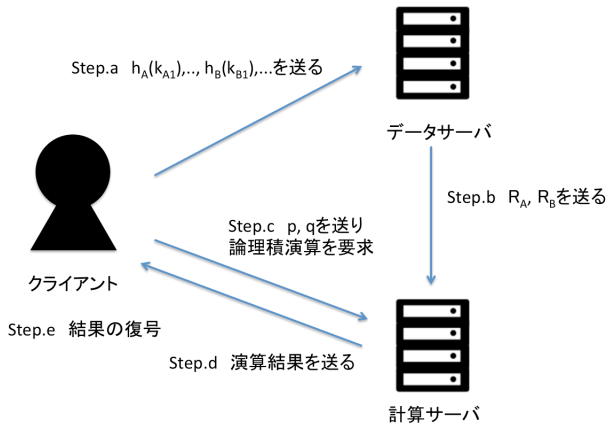 Step.a hA(kA1),.., hB(kB1),...を送る
データサーバ
Step.b RA, RBを送る
Step.c p, qを送り
論理積演算を要求
クライアント
Step.e 結果の復号
Step.d 演算結果を送る
計算サーバ